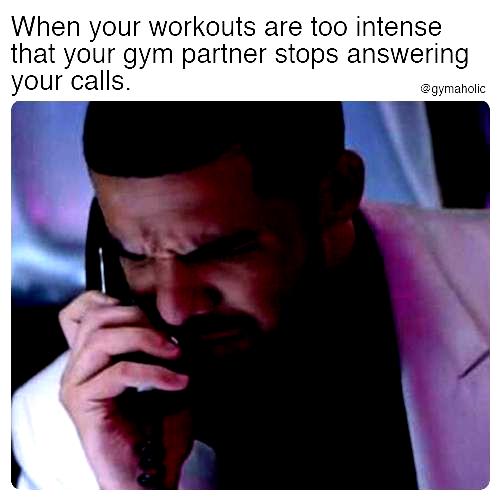 When your workouts are too intense
that your gym partner stops answering
your calls.
@gymaholic